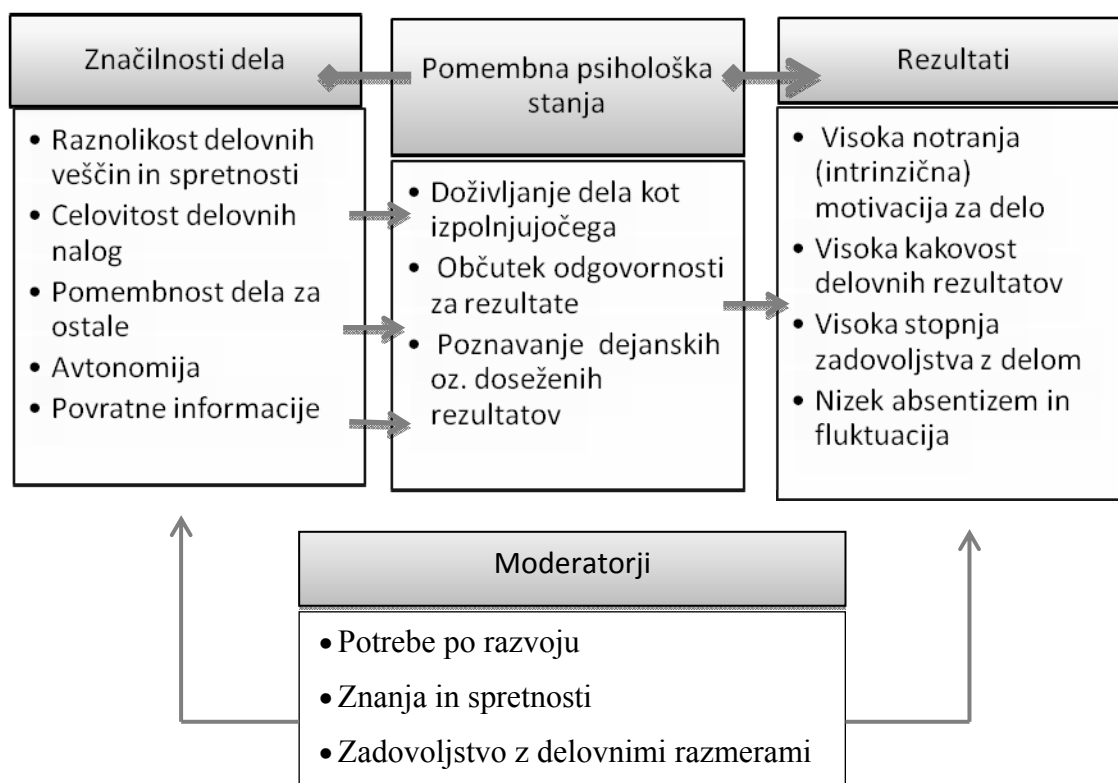 Značilnosti dela
• Raznolikost delovnih
veščin in spretnosti
• Celovitost delovnih
nalog
• Pomembnost dela za
ostale
• Avtonomija
• Povratne informacije
Pomembna psihološka
stanja
• Doživljanje dela kot
izpolnjujočega
• Občutek odgovornosti
za rezultate
• Poznavanje dejanskih
oz. doseženih
rezultatov
Rezultati
• Visoka notranja
(intrinzična)
motivacija za delo
• Visoka kakovost
delovnih rezultatov
• Visoka stopnja
zadovoljstva z delom
• Nizek absentizem in
fluktuacija
Moderatorji
• Potrebe po razvoju
• Znanja in spretnosti
• Zadovoljstvo z delovnimi razmerami